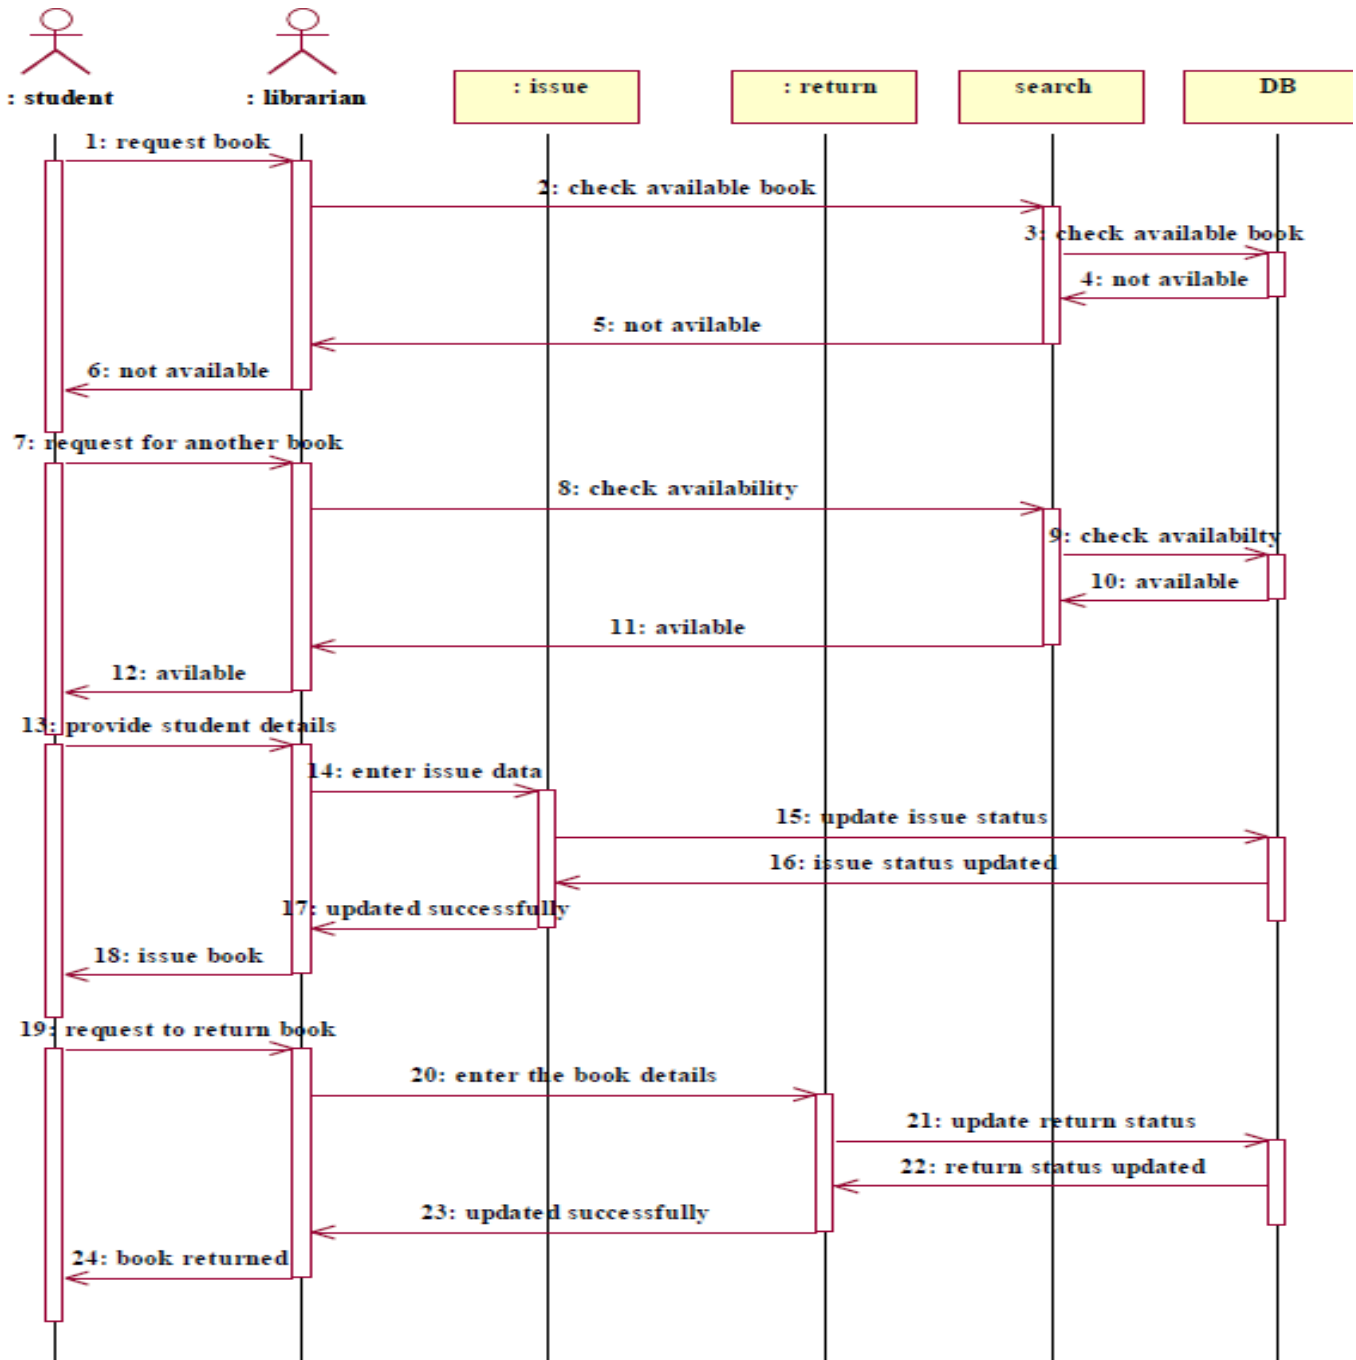 : student
: librarian
: issue
: return
search
DB
1: request book
2: check available book
3: check available book
4: not avilable
5: not avilable
6: not available
7: request for another book
8: check availability
9: check availabilty
10: available
11: avilable
12: avilable
13: provide student details
14: enter issue data
15: update issue status
16: issue status updated
17: updated successfully
18: issue book
19: request to return book
20: enter the book details
21: update return status
22: return status updated
23: updated successfully
24: book returned